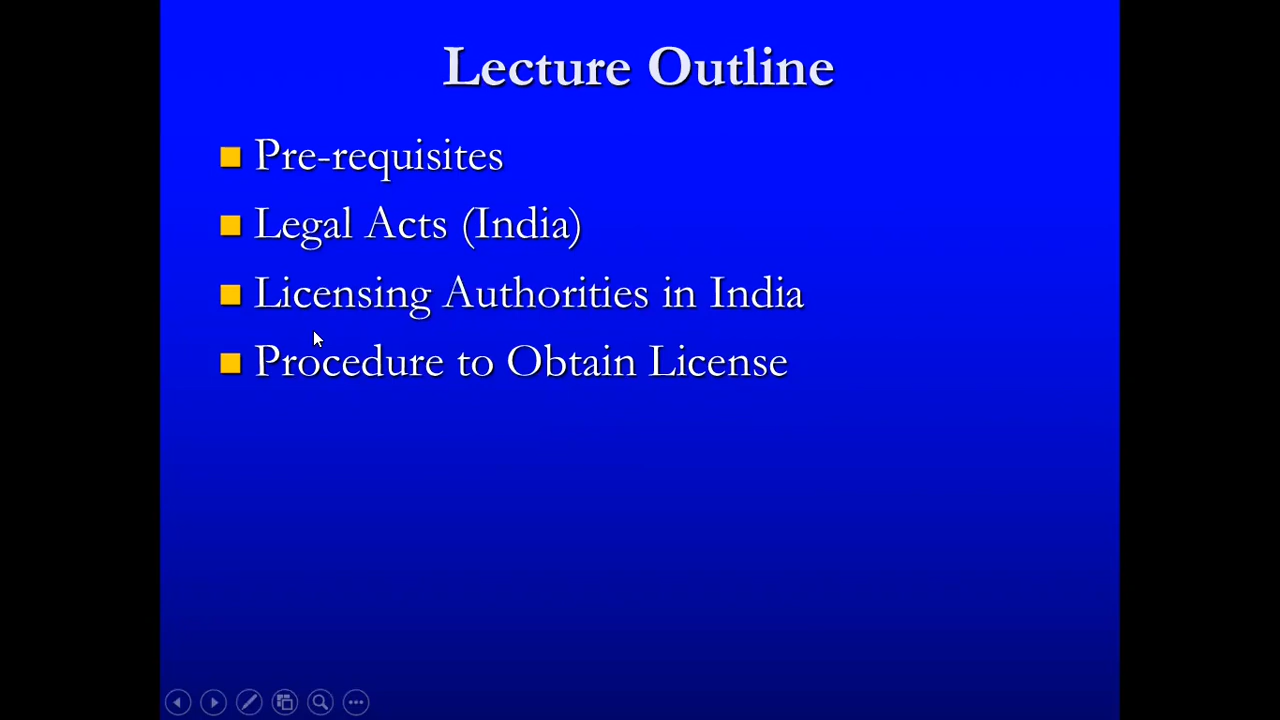 Lecture Outline
Pre-requisites
Legal Acts (India)
Licensing Authorities in India
Procedure to Obtain License